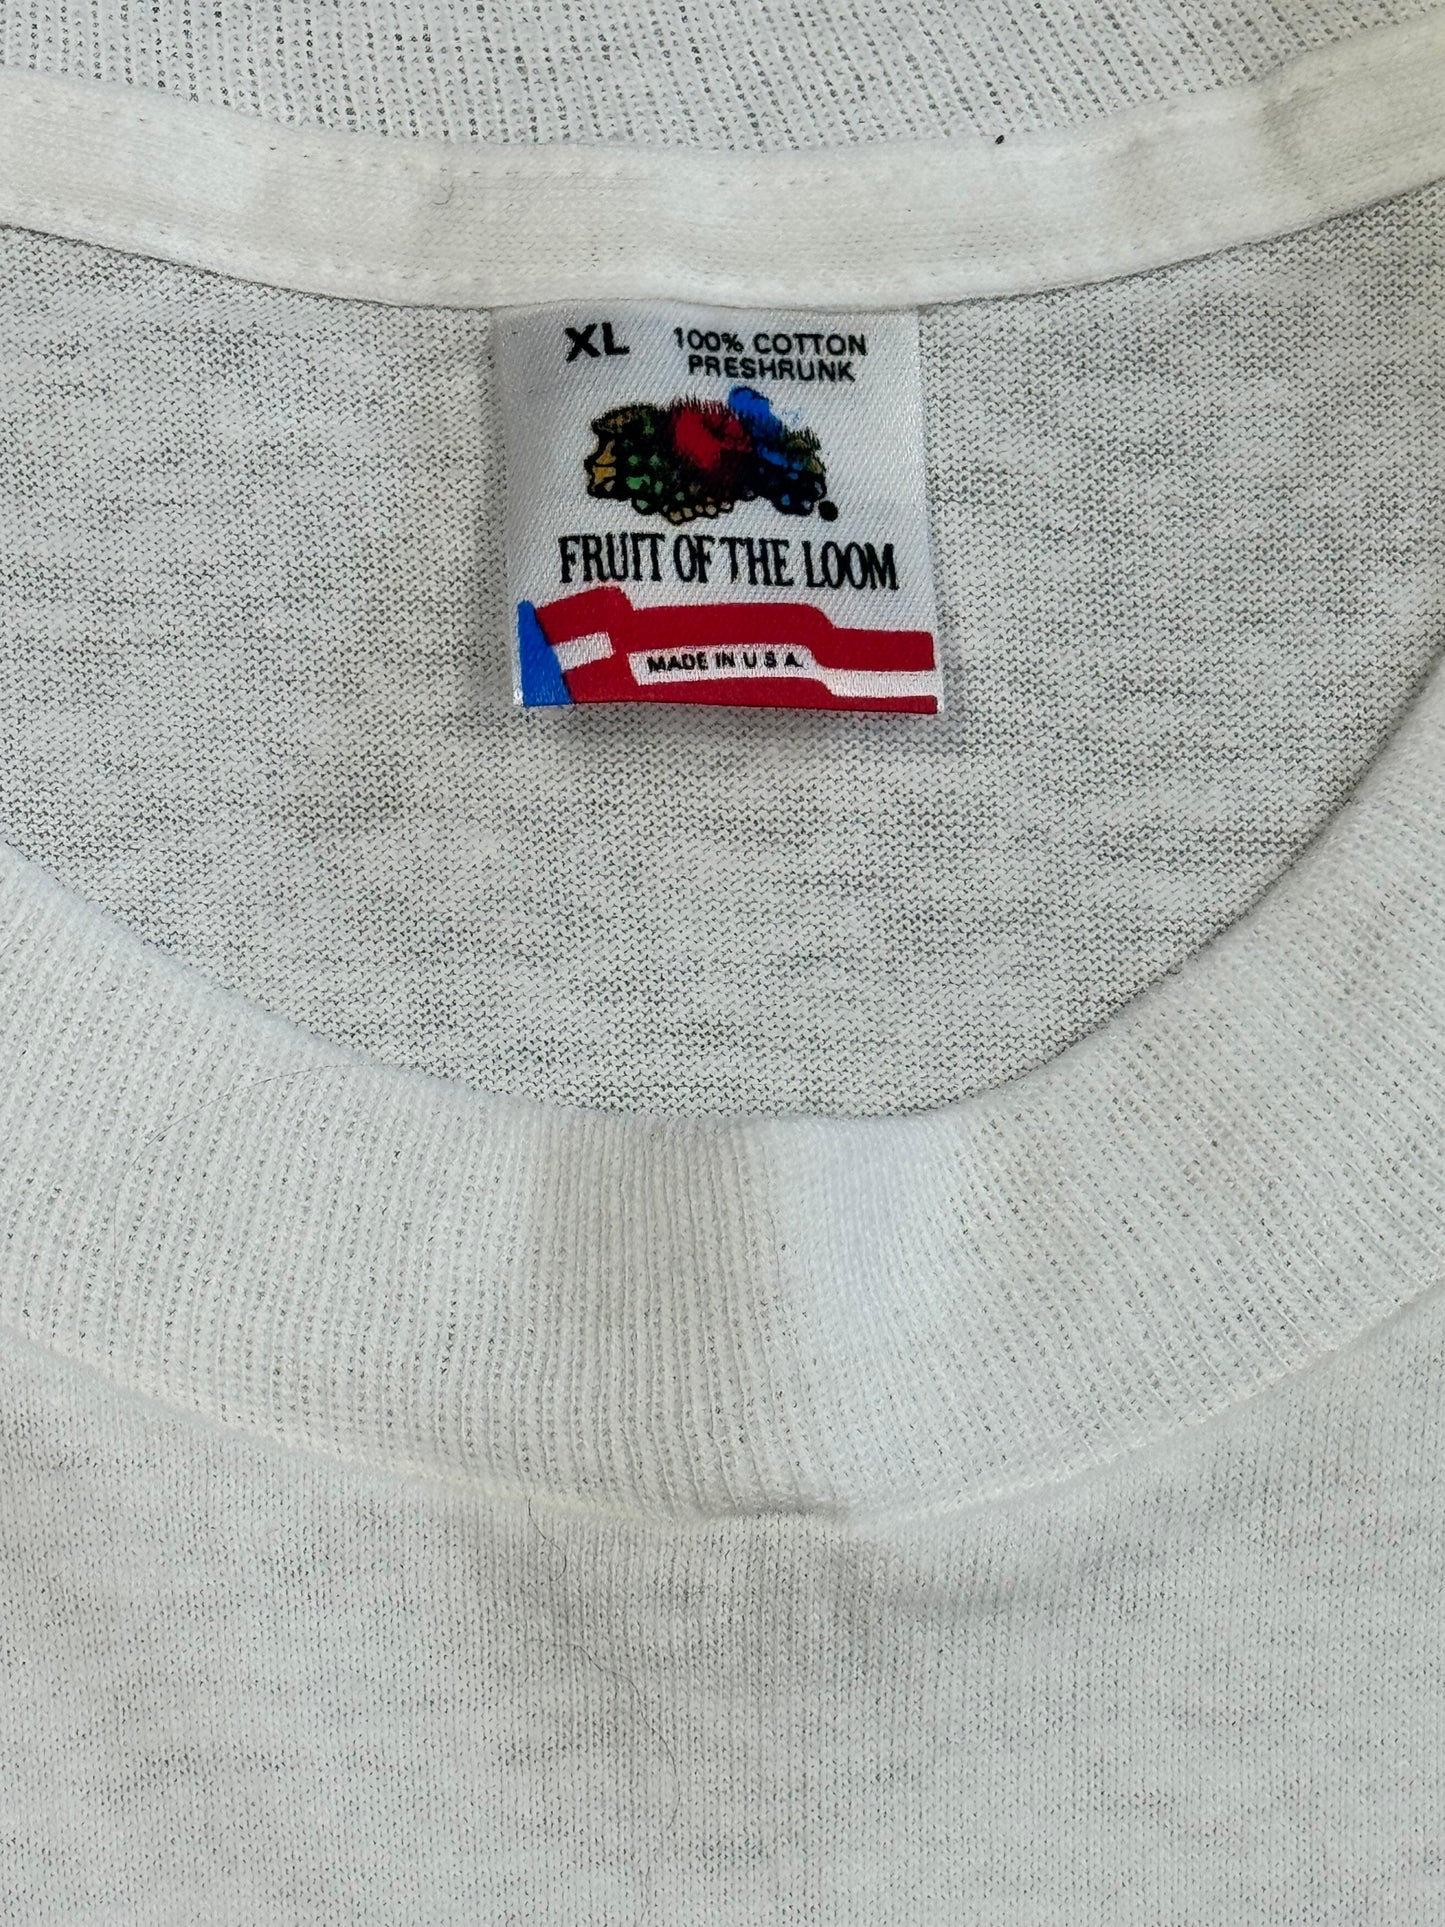 XL
100% COTTON
PRESHRUNK
FRUIT OF THE LOOM
MADE IN U S A.